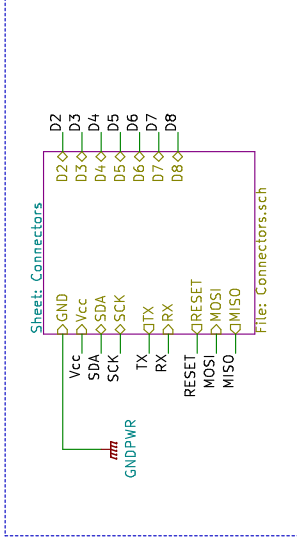 Sheet: Connectors
D2
D3
D4
D5
D6
D7
D8
D2
D3
D4
D5
D6
D7
D8
GND
Vcc
SDA
SCK
TX
RX
RESET
MOSI
MISO
Vcc
SDA
SCK
TX
RX
RESET
MOSI
MISO
File: Connectors.sch
GNDPWR